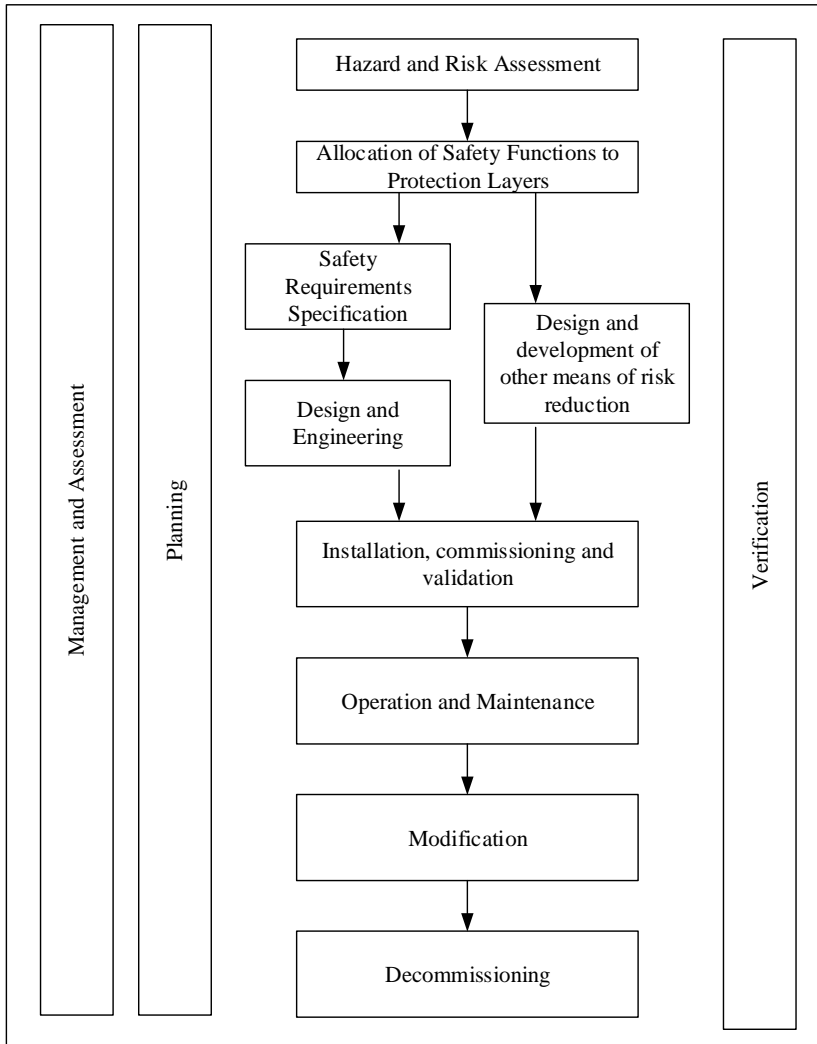 Management and Assessment
Planning
Hazard and Risk Assessment
Allocation of Safety Functions to
Protection Layers
Safety
Requirements
Specification
Design and
Engineering
Design and
development of
other means of risk
reduction
Installation, commissioning and
validation
Operation and Maintenance
Modification
Decommissioning
Verification